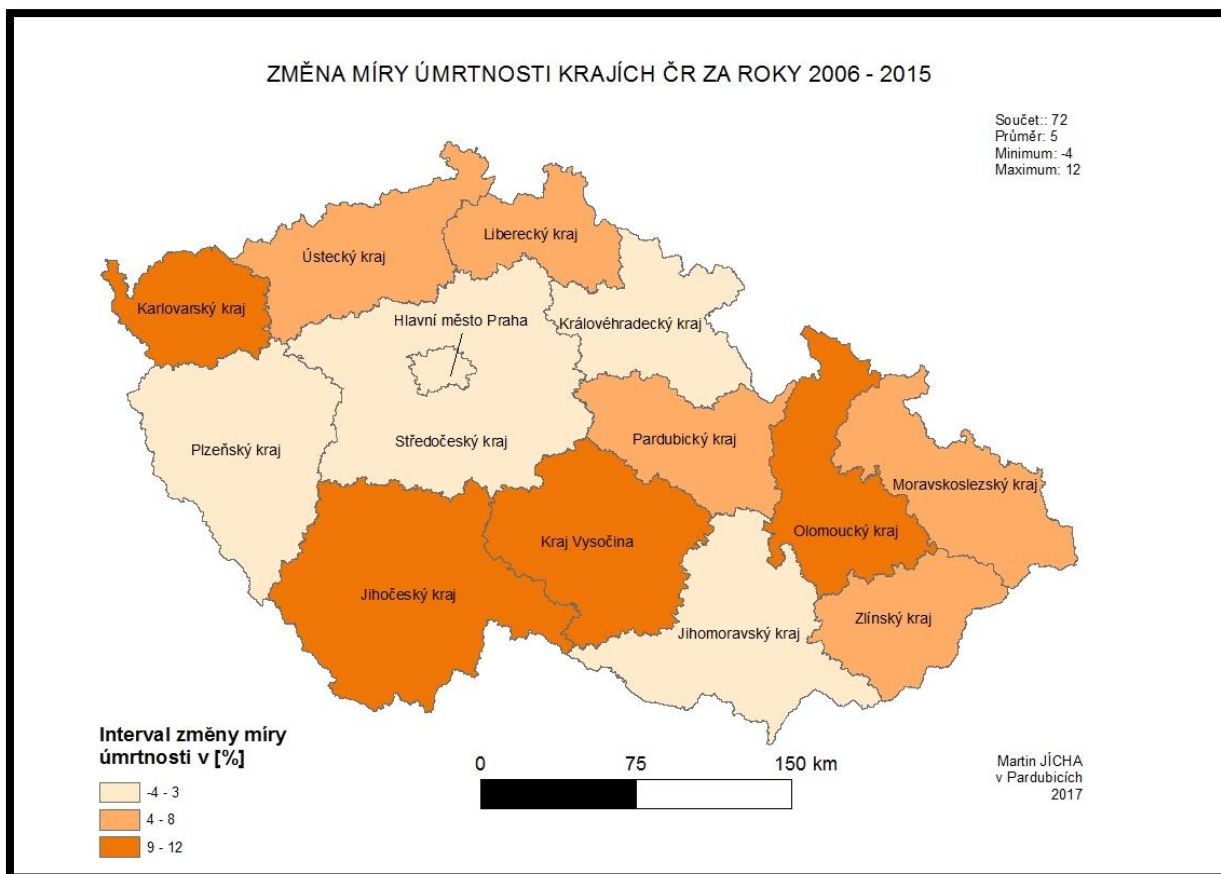 ZMĚNA MÍRY ÚMRTNOSTI KRAJÍCH ČR ZA ROKY 2006 - 2015
Součet:: 72
Průměr: 5
Minimum: -4
Maximum: 12
Liberecký kraj
Ústecký kraj
Karlovarský kraj
Hlavní město Praha
Královéhradecký kraj
Plzeňský kraj
Středočeský kraj
Pardubický kraj
Moravskoslezský kraj
Olomoucký kraj
Kraj Vysočina
Jihočeský kraj
Zlínský kraj
Jihomoravský kraj
Interval změny míry
úmrtnosti v [%]
-4 - 3
4 - 8
9 - 12
0 75 150 km
Martin JÍCHA
v Pardubicích
2017